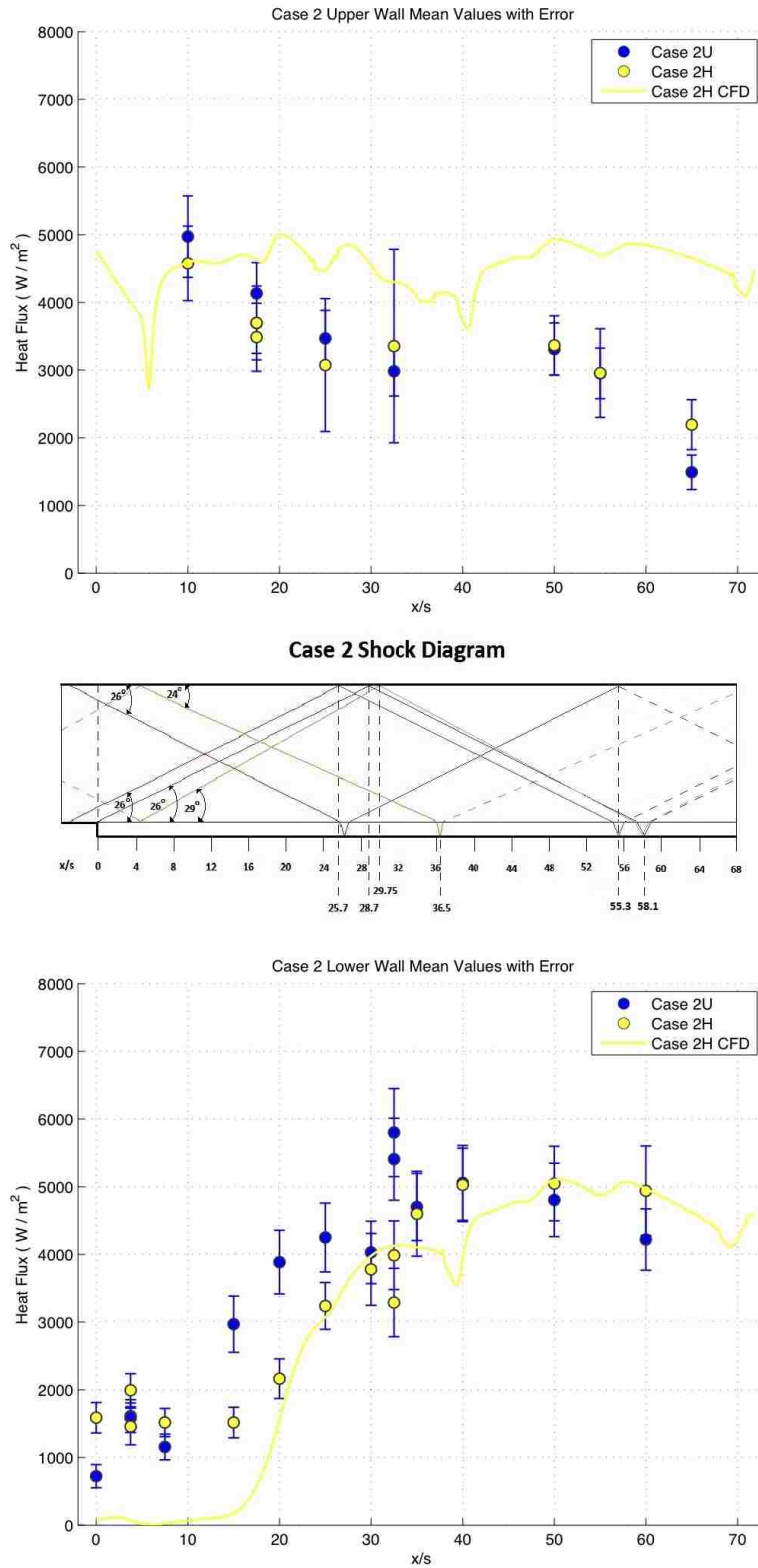 Case 2 Upper Wall Mean Values with Error
8000
7000
6000
5000
4000
3000
2000
1000
0
Heat Flux ( W / m²)
Case 2U
Case 2H
Case 2H CFD
0 10 20 30 40 50 60 70
x/s
Case 2 Shock Diagram
26° 24°
26° 26° 29°
x/s 0 4 8 12 16 20 24 28 32 36 40 44 48 52 56 60 64 68
29.75
25.7 28.7 36.5 55.3 58.1
Case 2 Lower Wall Mean Values with Error
8000
7000
6000
5000
4000
3000
2000
1000
0
Heat Flux ( W / m²)
Case 2U
Case 2H
Case 2H CFD
0 10 20 30 40 50 60 70
x/s